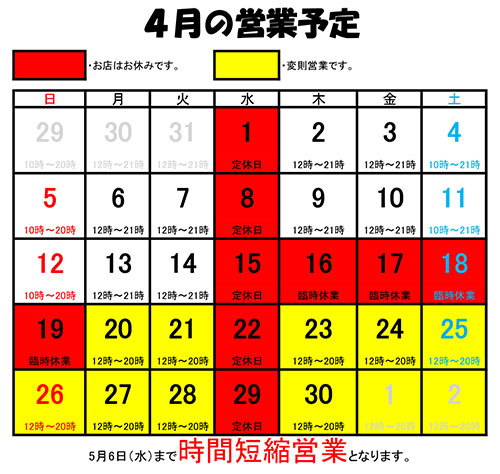 ４月の営業予定
・お店はお休みです。 ・変則営業です。
日 月 火 水 木 金 土
29 30 31 1 2 3 4
10時～20時 12時～21時 12時～21時 定休日 12時～21時 12時～21時 10時～21時
5 6 7 8 9 10 11
10時～20時 12時～21時 12時～21時 定休日 12時～21時 12時～21時 10時～21時
12 13 14 15 16 17 18
10時～20時 12時～21時 12時～21時 定休日 臨時休業 臨時休業 臨時休業
19 20 21 22 23 24 25
臨時休業 12時～20時 12時～20時 定休日 12時～20時 12時～20時 12時～20時
26 27 28 29 30 1 2
12時～20時 12時～20時 12時～20時 定休日 12時～20時 12時～20時 12時～20時
5月6日（水）まで時間短縮営業となります。